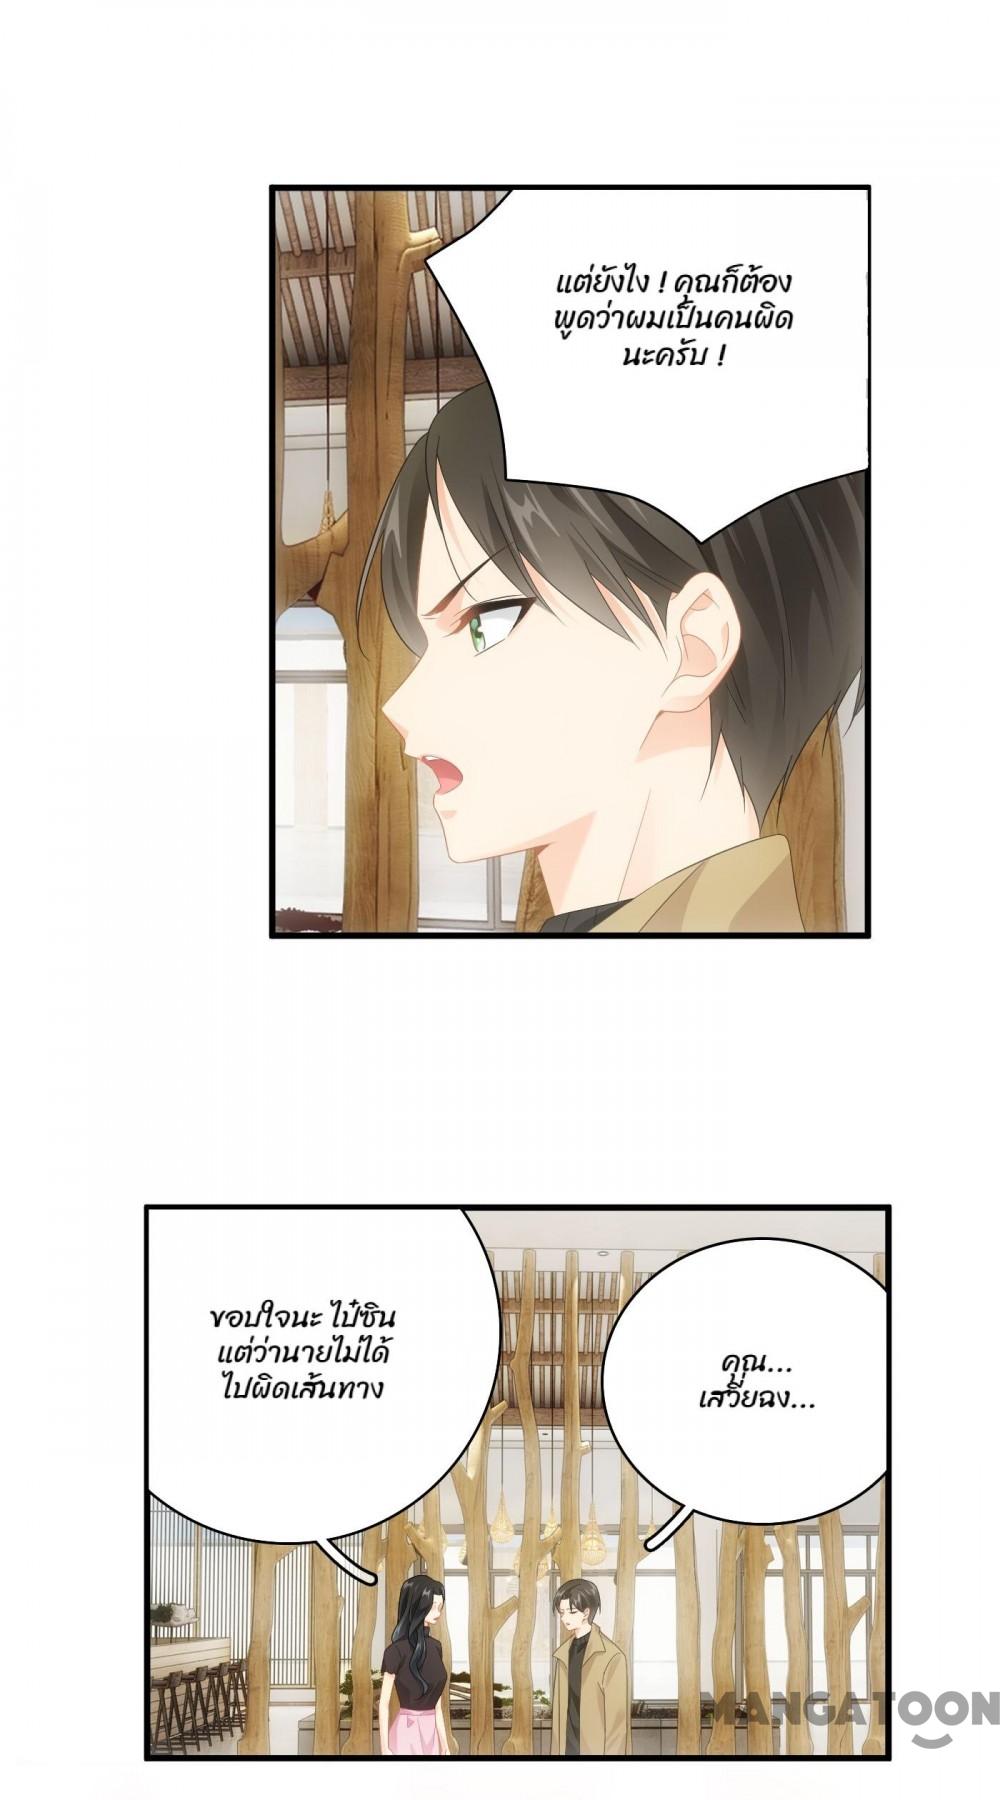 แต่ยังไง ! คุณก็ต้อง
พูดว่าผมเป็นคนผิด
นะครับ !
ขอบใจนะ ไป๋ซิน
แต่ว่านายไม่ได้
ไปผิดเส้นทาง
คุณ...
เสวี่ยฉง...
MANGATOON